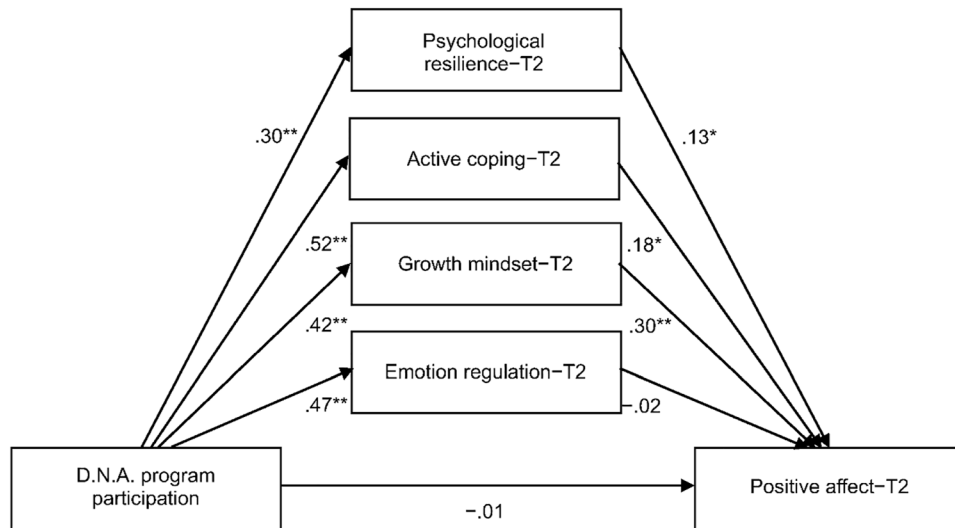 Psychological
resilience−T2
.30**
.13*
Active coping−T2
.52**
.18*
Growth mindset−T2
.42**
.30**
Emotion regulation−T2
.47**
−.02
D.N.A. program
participation
Positive affect−T2
−.01